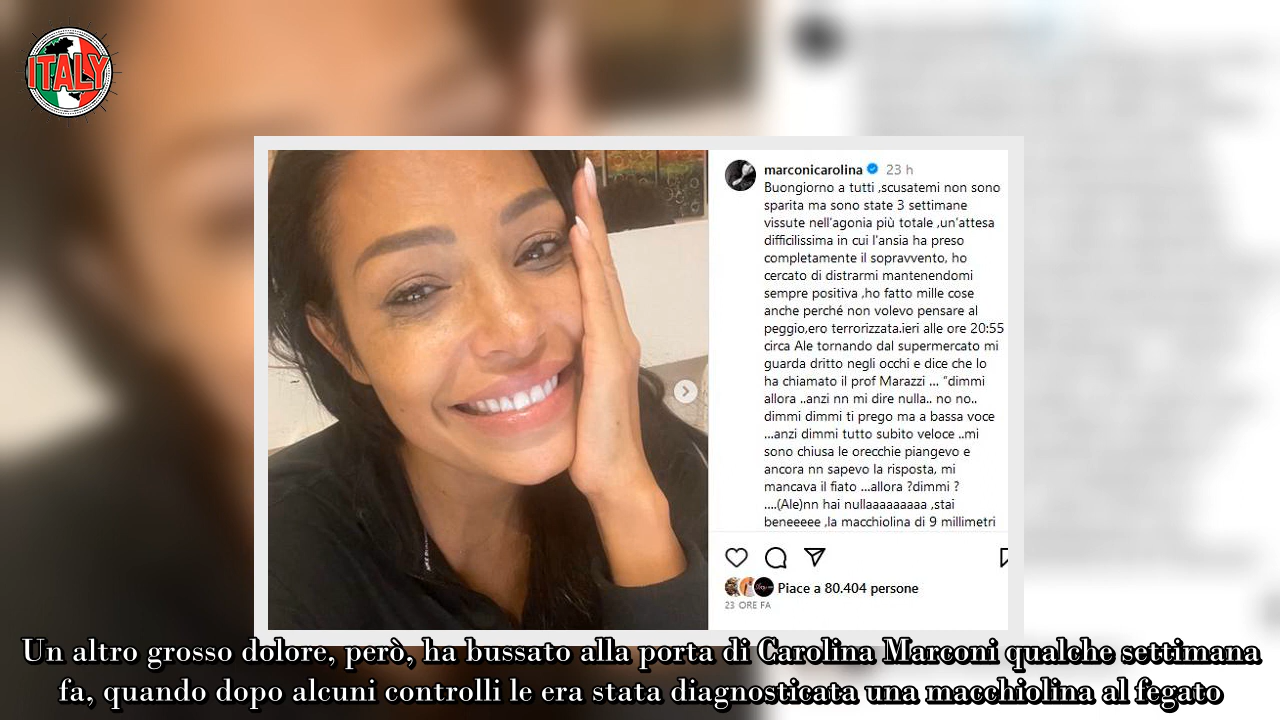 ITALY
marconicarolina 23 h
Buongiorno a tutti ,scusatemi non sono
sparita ma sono state 3 settimane
vissute nell'agonia più totale ,un'attesa
difficilissima in cui l'ansia ha preso
completamente il sopravvento, ho
cercato di distrarmi mantenendomi
sempre positiva ,ho fatto mille cose
anche perché non volevo pensare al
peggio,ero terrorizzata.ieri alle ore 20:55
circa Ale tornando dal supermercato mi
guarda dritto negli occhi e dice che lo
ha chiamato il prof Marazzi ... "dimmi
allora ..anzi nn mi dire nulla.. no no..
dimmi dimmi ti prego ma a bassa voce
...anzi dimmi tutto subito veloce ..mi
sono chiusa le orecchie piangevo e
ancora nn sapevo la risposta, mi
mancava il fiato ...allora ?dimmi ?
....(Ale)nn hai nullaaaaaaaaa ,stai
beneeeee ,la macchiolina di 9 millimetri
Piace a 80.404 persone
23 ORE FA
Un altro grosso dolore, però, ha bussato alla porta di Carolina Marconi qualche settimana
fa, quando dopo alcuni controlli le era stata diagnosticata una macchiolina al fegato